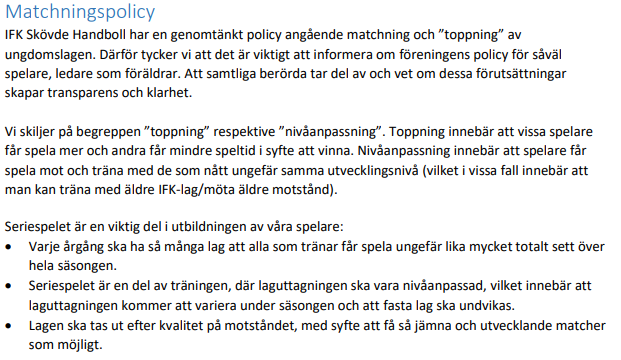 Matchningspolicy
IFK Skövde Handboll har en genomtänkt policy angående matchning och ”toppning” av
ungdomslagen. Därför tycker vi att det är viktigt att informera om föreningens policy för såväl
spelare, ledare som föräldrar. Att samtliga berörda tar del av och vet om dessa förutsättningar
skapar transparens och klarhet.
Vi skiljer på begreppen ”toppning” respektive ”nivåanpassning”. Toppning innebär att vissa spelare
får spela mer och andra får mindre speltid i syfte att vinna. Nivåanpassning innebär att spelare får
spela mot och träna med de som nått ungefär samma utvecklingsnivå (vilket i vissa fall innebär att
man kan träna med äldre IFK-lag/möta äldre motstånd).
Seriespelet är en viktig del i utbildningen av våra spelare:
• Varje årgång ska ha så många lag att alla som tränar får spela ungefär lika mycket totalt sett över
hela säsongen.
• Seriespelet är en del av träningen, där laguttagningen ska vara nivåanpassad, vilket innebär att
laguttagningen kommer att variera under säsongen och att fasta lag ska undvikas.
• Lagen ska tas ut efter kvalitet på motståndet, med syfte att få så jämna och utvecklande matcher
som möjligt.